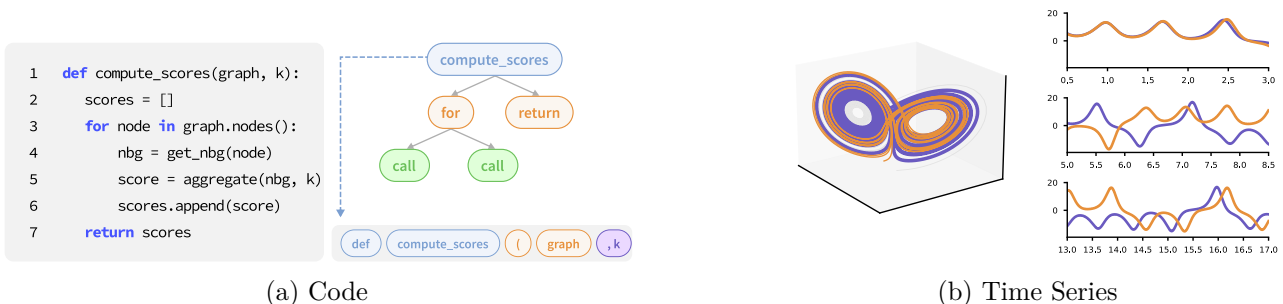 1 def compute_scores(graph, k):
2 scores = []
3 for node in graph.nodes():
4 nbg = get_nbg(node)
5 score = aggregate(nbg, k)
6 scores.append(score)
7 return scores
compute_scores
for return
call call
def compute_scores ( graph , k
(a) Code
20
0
0.5 1.0 1.5 2.0 2.5 3.0
20
0
5.0 5.5 6.0 6.5 7.0 7.5 8.0 8.5
20
0
13.0 13.5 14.0 14.5 15.0 15.5 16.0 16.5 17.0
(b) Time Series